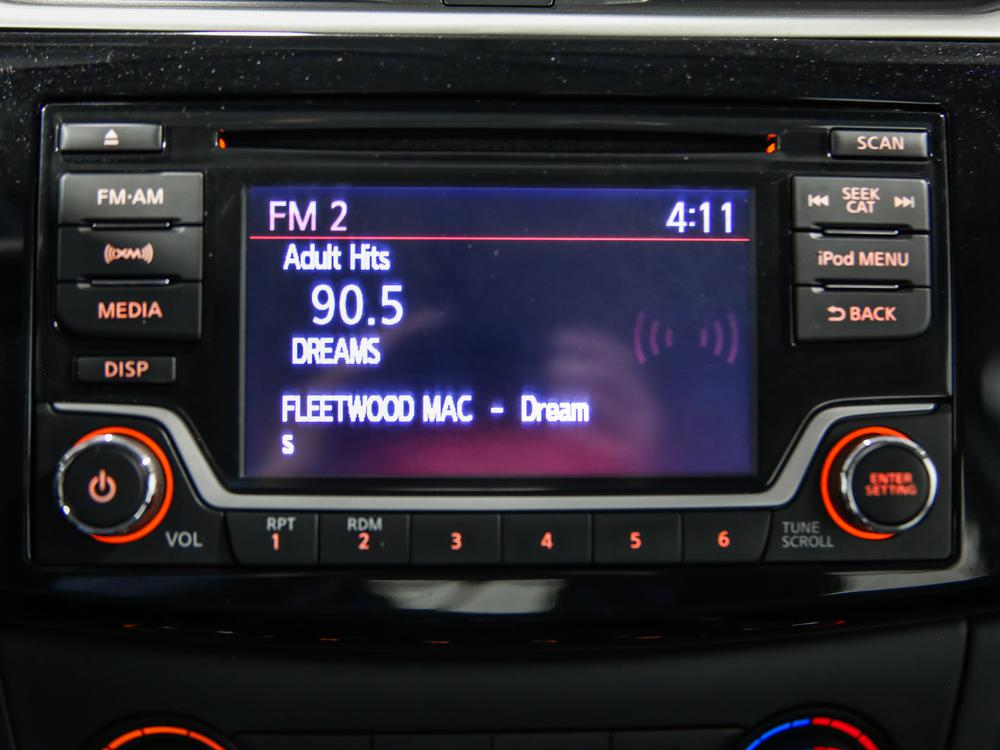 SCAN
FM·AM
SEEK
CAT
FM 2 4:11
Adult Hits
(((XM)))
iPod MENU
90.5
MEDIA
BACK
DREAMS
DISP
FLEETWOOD MAC - Dream
s
ENTER
SETTING
VOL
RPT
1
RDM
2
3
4
5
6
TUNE
SCROLL